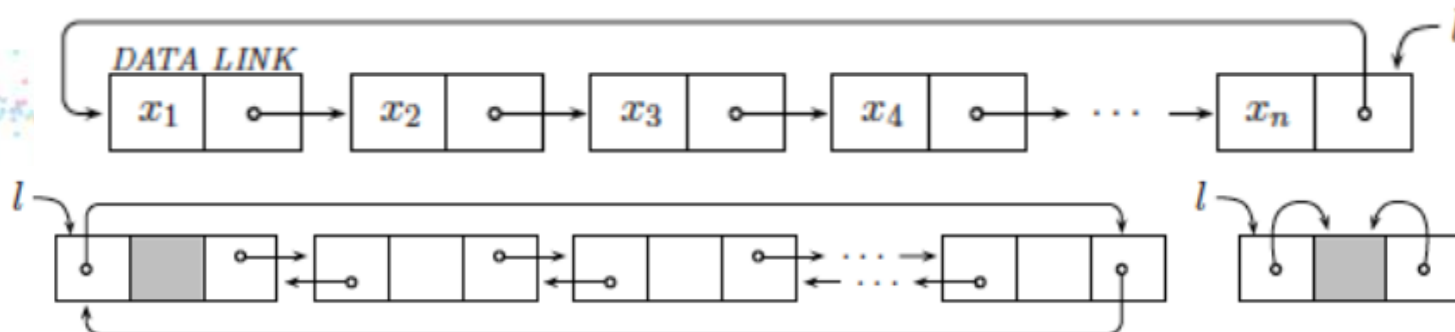 l
DATA LINK
x₁ x₂ x₃ x₄ · · · xₙ
l l
· · ·
· · ·